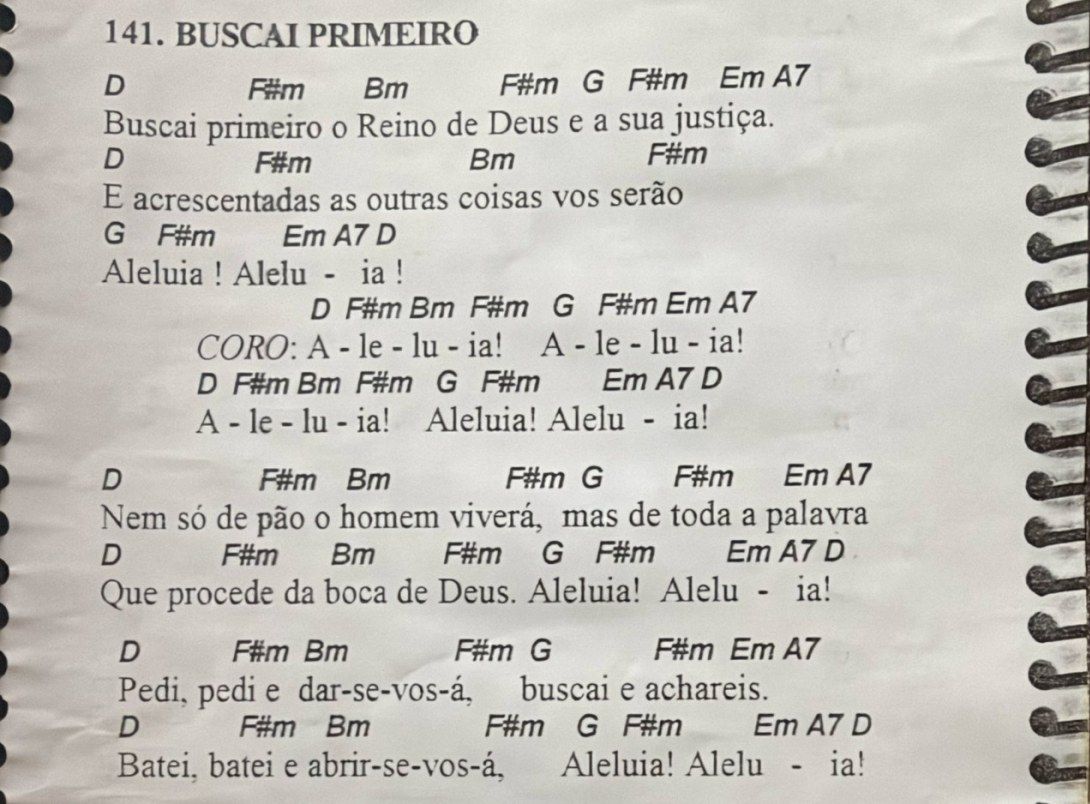 141. BUSCAI PRIMEIRO
D F#m Bm F#m G F#m Em A7
Buscai primeiro o Reino de Deus e a sua justiça.
D F#m Bm F#m
E acrescentadas as outras coisas vos serão
G F#m Em A7 D
Aleluia ! Alelu - ia !
D F#m Bm F#m G F#m Em A7
CORO: A - le - lu - ia! A - le - lu - ia!
D F#m Bm F#m G F#m Em A7 D
A - le - lu - ia! Aleluia! Alelu - ia!
D F#m Bm F#m G F#m Em A7
Nem só de pão o homem viverá, mas de toda a palavra
D F#m Bm F#m G F#m Em A7 D
Que procede da boca de Deus. Aleluia! Alelu - ia!
D F#m Bm F#m G F#m Em A7
Pedi, pedi e dar-se-vos-á, buscai e achareis.
D F#m Bm F#m G F#m Em A7 D
Batei, batei e abrir-se-vos-á, Aleluia! Alelu - ia!